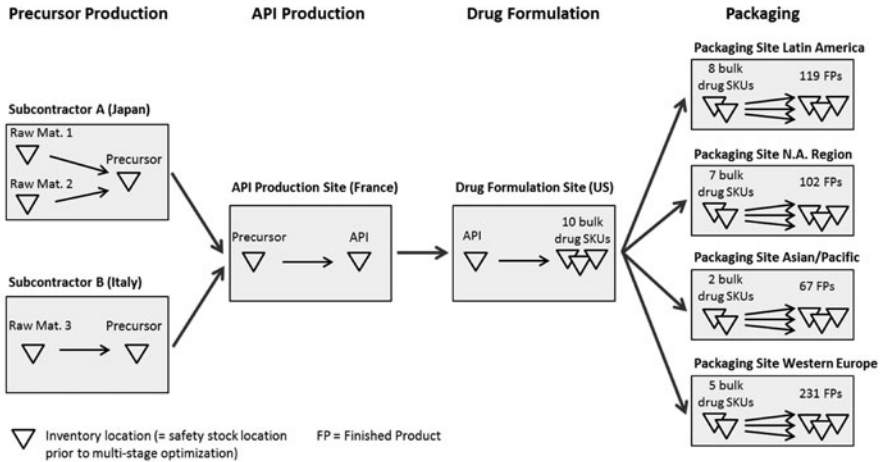 Precursor Production
API Production
Drug Formulation
Packaging
Subcontractor A (Japan)
Raw Mat. 1
Precursor
Raw Mat. 2
Subcontractor B (Italy)
Raw Mat. 3
Precursor
API Production Site (France)
Precursor
API
Drug Formulation Site (US)
API
10 bulk
drug SKUs
Packaging Site Latin America
8 bulk
drug SKUs
119 FPs
Packaging Site N.A. Region
7 bulk
drug SKUs
102 FPs
Packaging Site Asian/Pacific
2 bulk
drug SKUs
67 FPs
Packaging Site Western Europe
5 bulk
drug SKUs
231 FPs
Inventory location (= safety stock location
prior to multi-stage optimization)
FP = Finished Product